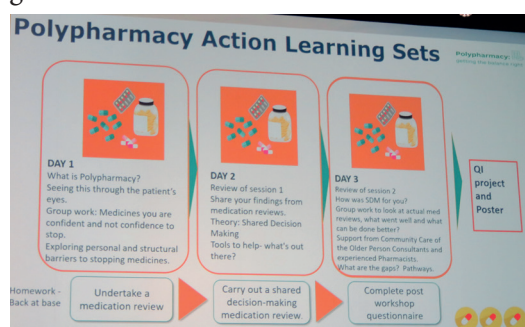 Polypharmacy Action Learning Sets
Polypharmacy:
getting the balance right
DAY 1
What is Polypharmacy?
Seeing this through the patient's
eyes.
Group work: Medicines you are
confident and not confidence to
stop.
Exploring personal and structural
barriers to stopping medicines.
DAY 2
Review of session 1
Share your findings from
medication reviews.
Theory: Shared Decision
Making
Tools to help- what's out
there?
DAY 3
Review of session 2
How was SDM for you?
Group work to look at actual med
reviews, what went well and what
can be done better?
Support from Community Care of
the Older Person Consultants and
experienced Pharmacists.
What are the gaps? Pathways.
QI
project
and
Poster
Homework -
Back at base
Undertake a
medication review
Carry out a shared
decision-making
medication review
Complete post
workshop
questionnaire